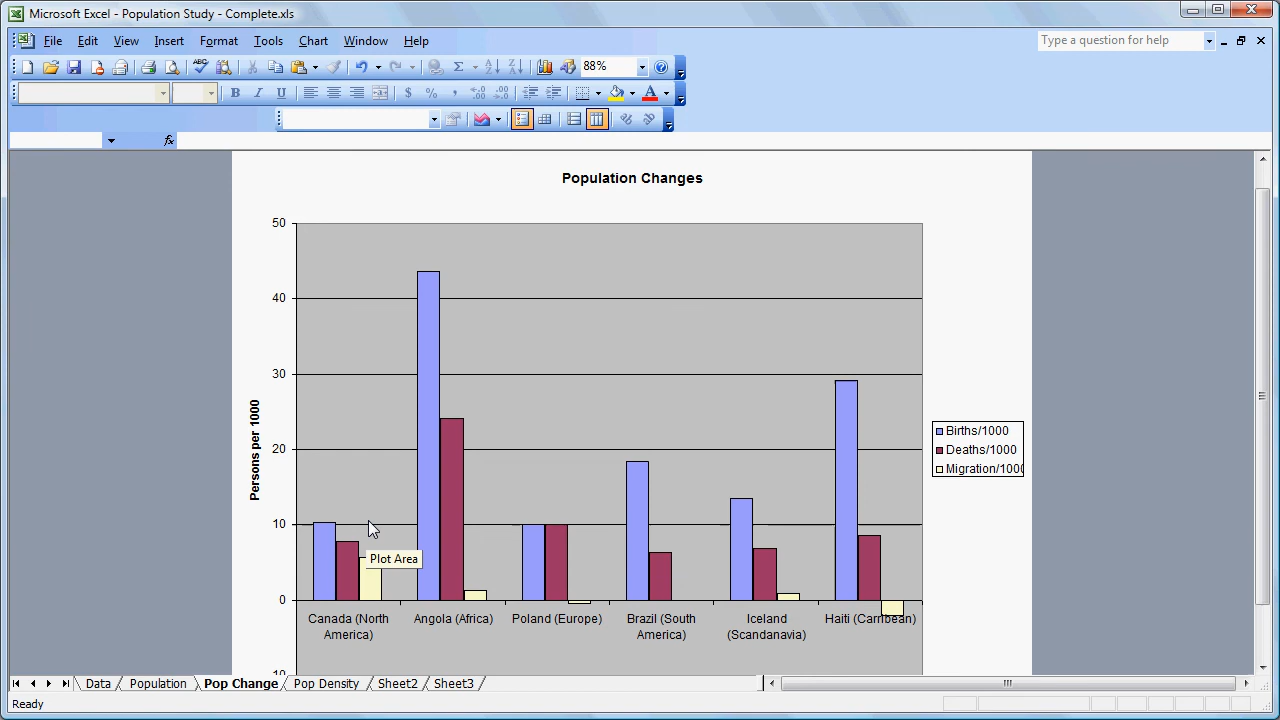 Microsoft Excel - Population Study - Complete.xls
File Edit View Insert Format Tools Chart Window Help
Type a question for help
88%
fx
Population Changes
50
40
30
20
10
0
10
Persons per 1000
Births/1000
Deaths/1000
Migration/1000
Plot Area
Canada (North America)
Angola (Africa)
Poland (Europe)
Brazil (South America)
Iceland (Scandanavia)
Haiti (Carribean)
Data Population Pop Change Pop Density Sheet2 Sheet3
Ready